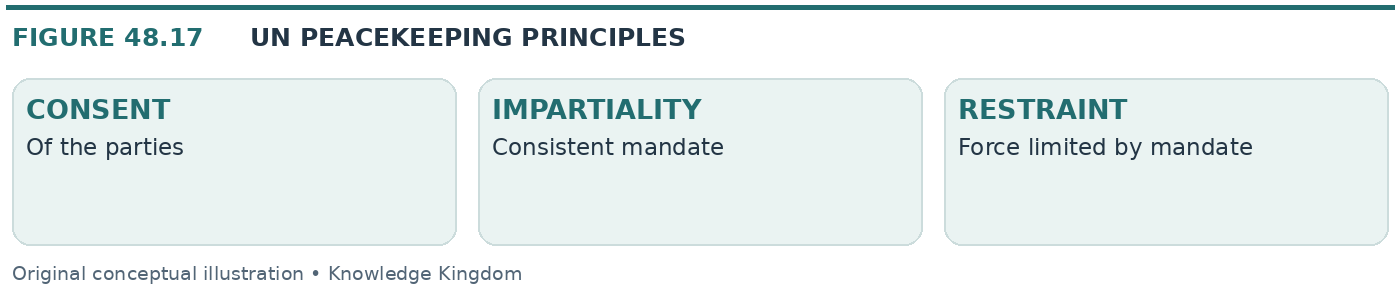 FIGURE 48.17 UN PEACEKEEPING PRINCIPLES
CONSENT
Of the parties
IMPARTIALITY
Consistent mandate
RESTRAINT
Force limited by mandate
Original conceptual illustration • Knowledge Kingdom